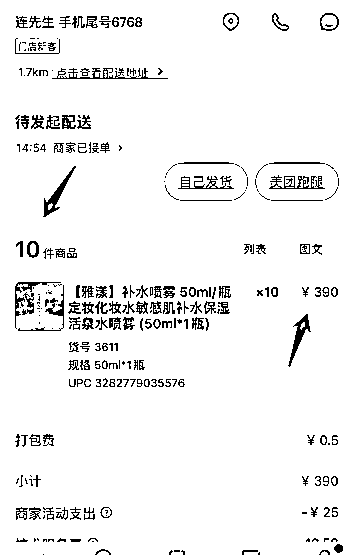 连先生 手机尾号6768
门店新客
1.7km 点击查看配送地址 >
待发起配送
14:54 商家已接单 >
自己发货 美团跑腿
10 件商品 列表 图文
【雅漾】补水喷雾 50ml/瓶 ×10 ¥ 390
定妆化妆水敏感肌补水保湿
活泉水喷雾 (50ml*1瓶)
货号 3611
规格 50ml*1瓶
UPC 3282779035576
打包费 ¥ 0.5
小计 ¥ 390
商家活动支出 -¥ 25